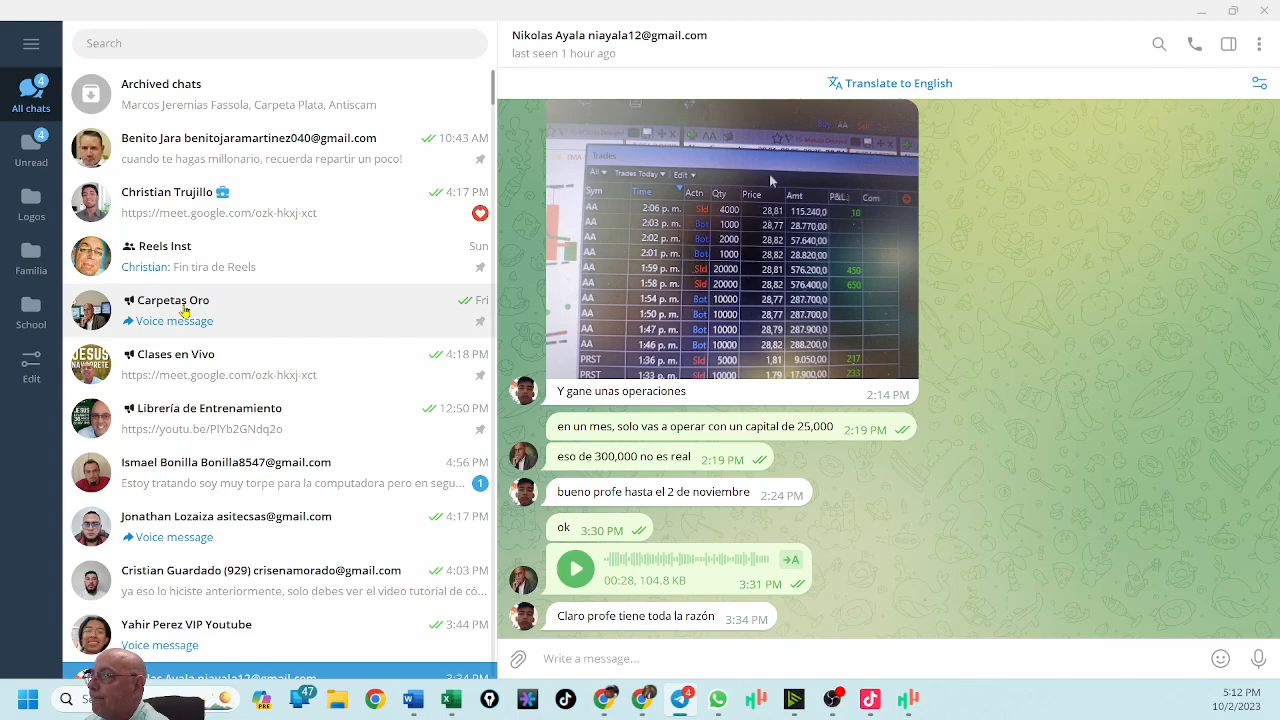 Search
All chats
4
Unread
4
Logos
Familia
School
Edit
Archived chats
Marcos Jeremias Fassola, Carpeta Plata, Antiscam
benitojaramartinez040@gmail.com
10:43 AM
cuando te hagas millonario, recuerda repartir un poco!
Christian Trujillo
4:17 PM
https://meet.google.com/ozk-hkxj-xct
Reels Inst
Sun
Christian: Fin tira de Reels
Carpetas Oro
Fri
Voice message
Clases en Vivo
4:18 PM
https://meet.google.com/ozk-hkxj-xct
Librería de Entrenamiento
12:50 PM
https://youtu.be/PlYb2GNdq2o
Ismael Bonilla Bonilla8547@gmail.com
4:56 PM
Estoy tratando soy muy torpe para la computadora pero en segu...
1
Jonathan Lozaiza asitecsas@gmail.com
4:17 PM
Voice message
Cristian Guardado (929) crisenamorado@gmail.com
4:03 PM
ya eso lo hiciste anteriormente, solo debes ver el video tutorial de có...
Yahir Perez VIP Youtube
3:44 PM
Voice message
Nikolas Ayala niayala12@gmail.com
last seen 1 hour ago
Translate to English
Trades
All Trades Today Edit
Sym Time Actn Qty Price Amt P&L Com
AA 2:06 p. m. Sld 4000 28,81 115.240,0 10
AA 2:03 p. m. Bot 1000 28,77 28.770,0
AA 2:02 p. m. Bot 2000 28,82 57.640,00
AA 2:01 p. m. Bot 1000 28,82 28.820,00
AA 1:59 p. m. Sld 20000 28,81 576.200,0 450
AA 1:58 p. m. Sld 20000 28,82 576.400,0 650
AA 1:54 p. m. Bot 10000 28,77 287.700,0
AA 1:50 p. m. Bot 10000 28,77 287.700,0
AA 1:47 p. m. Bot 10000 28,79 287.900,0
AA 1:46 p. m. Bot 10000 28,82 288.200,0
PRST 1:36 p. m. Sld 5000 1,81 9.050,00 217
PRST 1:33 p. m. Sld 10000 1,79 17.900,00 233
Y gane unas operaciones
2:14 PM
en un mes, solo vas a operar con un capital de 25,000
2:19 PM
eso de 300,000 no es real
2:19 PM
bueno profe hasta el 2 de noviembre
2:24 PM
ok
3:30 PM
00:28, 104.8 KB
3:31 PM
Claro profe tiene toda la razón
3:34 PM
Write a message...
47
4
5:12 PM
10/2/2023